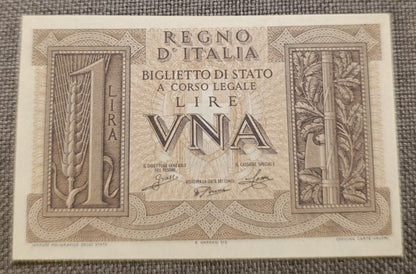 REGNO
D'ITALIA
BIGLIETTO DI STATO
A CORSO LEGALE
LIRE
VNA
1
LIRA
IL DIRETTORE GENERALE
DEL TESORO
IL CASSIERE SPECIALE
ISTITUTO POLIGRAFICO DELLO STATO
OFFICINA CARTE-VALORI